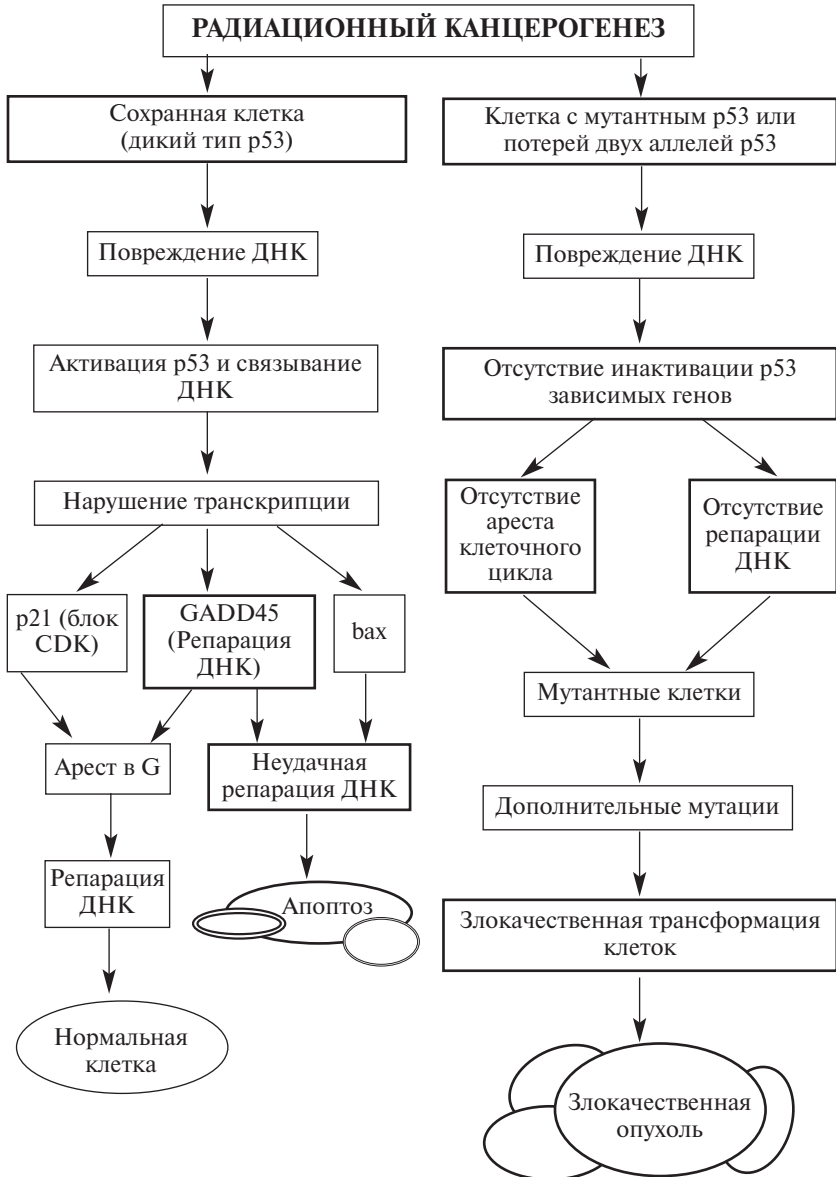 РАДИАЦИОННЫЙ КАНЦЕРОГЕНЕЗ
Сохранная клетка
(дикий тип p53)
Клетка с мутантным p53 или
потерей двух аллелей p53
Повреждение ДНК
Повреждение ДНК
Активация p53 и связывание
ДНК
Отсутствие инактивации p53
зависимых генов
Нарушение транскрипции
Отсутствие
ареста
клеточного
цикла
Отсутствие
репарации
ДНК
p21 (блок
CDK)
GADD45
(Репарация
ДНК)
bax
Мутантные клетки
Арест в G
Неудачная
репарация ДНК
Дополнительные мутации
Репарация
ДНК
Апоптоз
Злокачественная трансформация
клеток
Нормальная
клетка
Злокачественная
опухоль